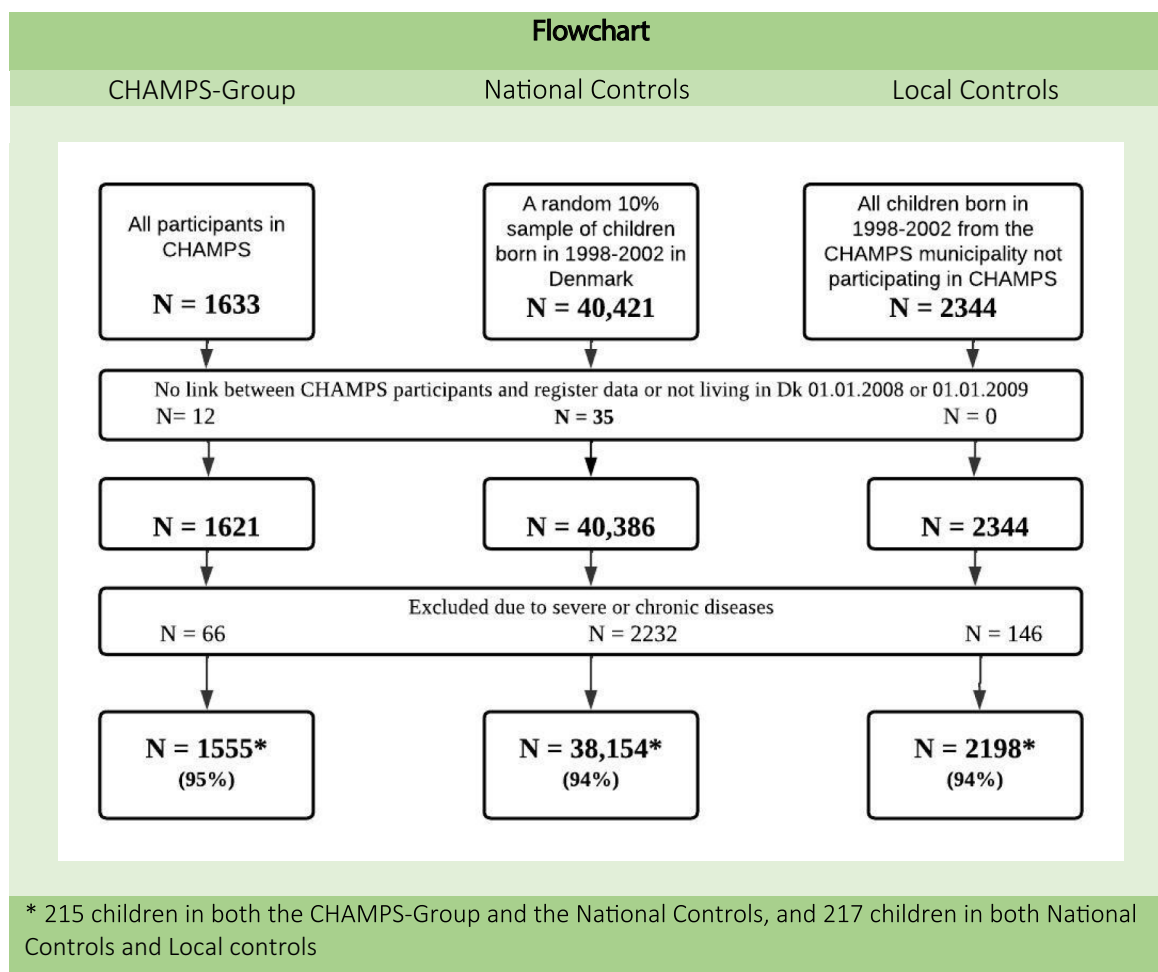 Flowchart
CHAMPS-Group National Controls Local Controls
All participants in
CHAMPS
N = 1633
A random 10%
sample of children
born in 1998-2002 in
Denmark
N = 40,421
All children born in
1998-2002 from the
CHAMPS municipality not
participating in CHAMPS
N = 2344
No link between CHAMPS participants and register data or not living in Dk 01.01.2008 or 01.01.2009
N= 12 N = 35 N = 0
N = 1621 N = 40,386 N = 2344
Excluded due to severe or chronic diseases
N = 66 N = 2232 N = 146
N = 1555* N = 38,154* N = 2198*
(95%) (94%) (94%)
* 215 children in both the CHAMPS-Group and the National Controls, and 217 children in both National
Controls and Local controls